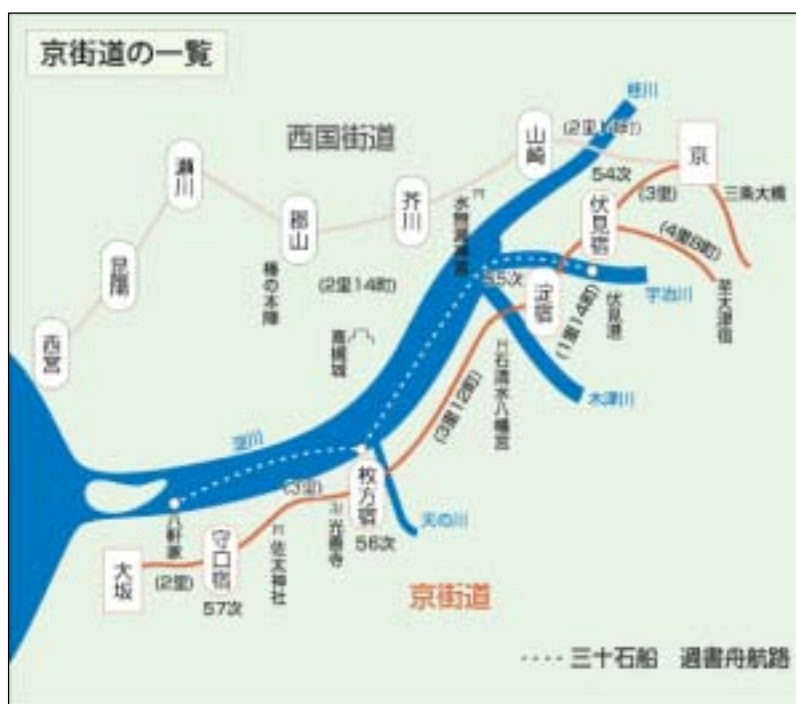 京街道の一覧
桂川
西国街道
山崎
京
瀬川
芥川
54次
(3里)
三条大橋
郡山
伏見宿
(4里8町)
昆陽
(2里14町)
55次
淀宿
宇治川
至大津宿
西宮
高槻城
(1里14町)
伏見港
石清水八幡宮
木津川
淀川
(3里12町)
(3里)
枚方宿
八軒家
守口宿
佐太神社
光善寺
56次
天の川
大坂
(2里)
57次
京街道
三十石船